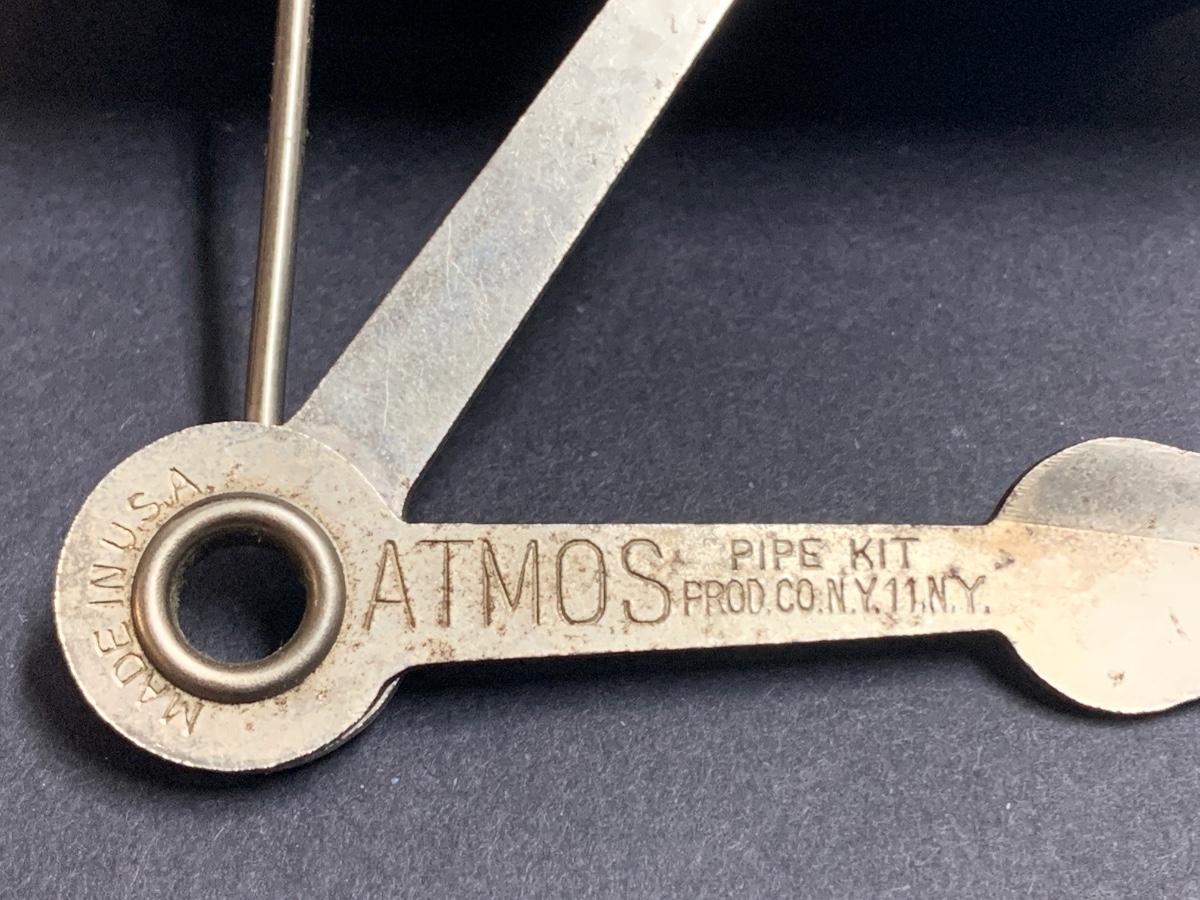 MADE IN U.S.A.
ATMOS
PIPE KIT
PROD. CO. N.Y. 11, N.Y.